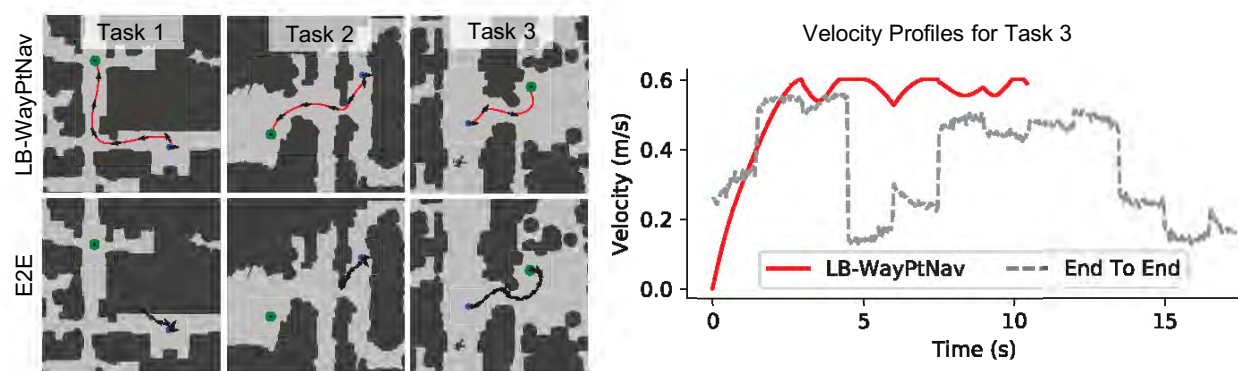 Task 1
Task 2
Task 3
LB-WayPtNav
E2E
Velocity Profiles for Task 3
Velocity (m/s)
0.6
0.4
0.2
0.0
LB-WayPtNav
End To End
0
5
10
15
Time (s)